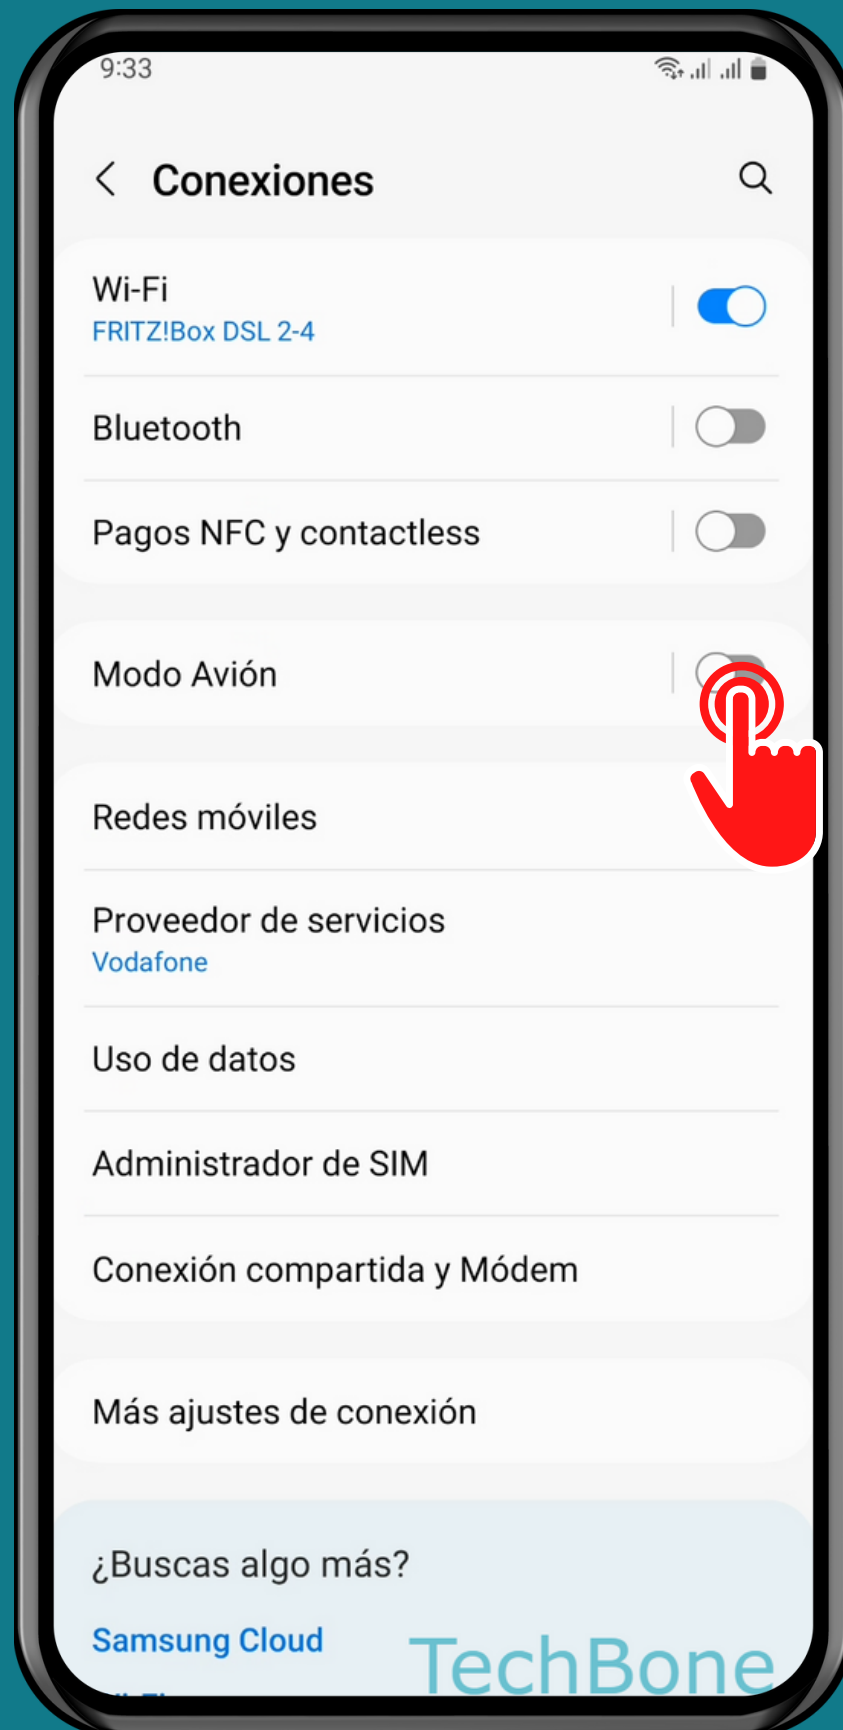 9:33
Conexiones
Wi-Fi
FRITZ!Box DSL 2-4
Bluetooth
Pagos NFC y contactless
Modo Avión
Redes móviles
Proveedor de servicios
Vodafone
Uso de datos
Administrador de SIM
Conexión compartida y Módem
Más ajustes de conexión
¿Buscas algo más?
Samsung Cloud
TechBone